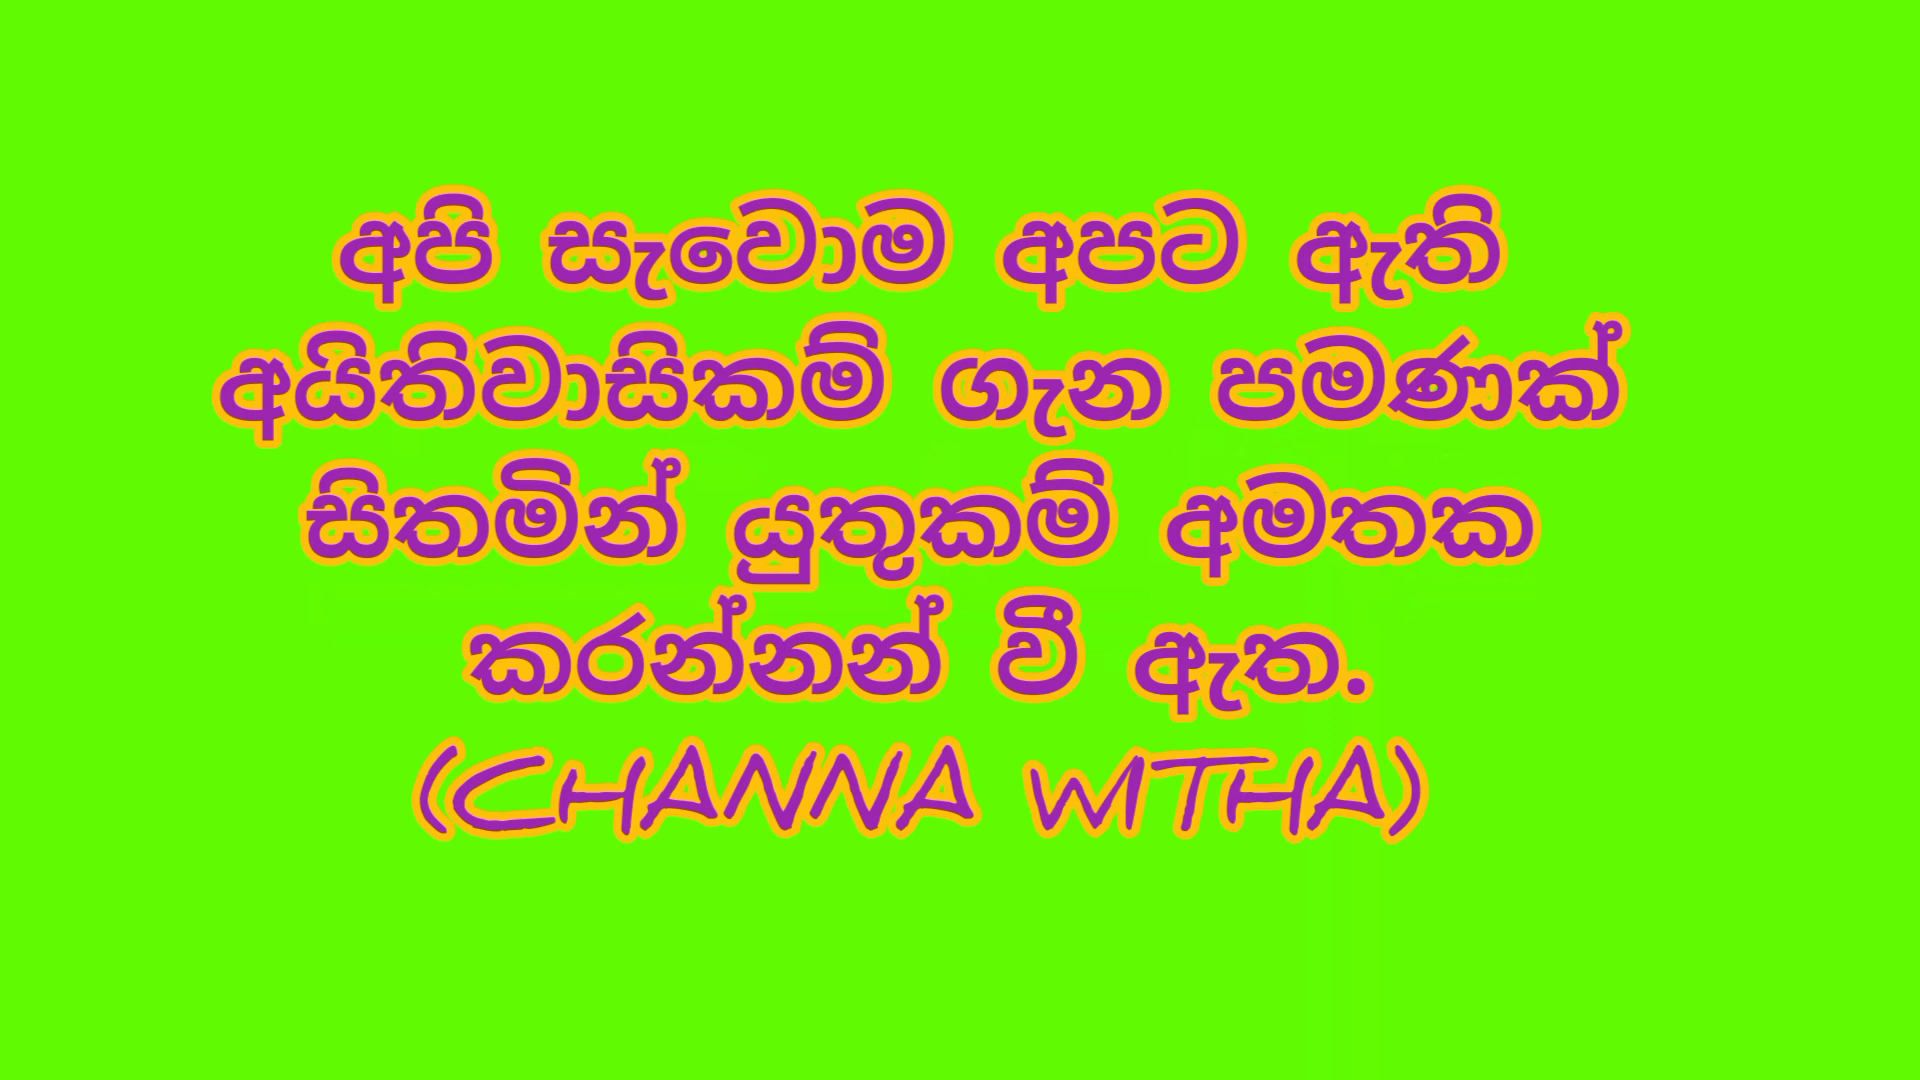 අපි සැවොම අපට ඇති
අයිතිවාසිකම් ගැන පමණක්
සිතමින් යුතුකම් අමතක
කරන්නන් වී ඇත.
(CHANNA WITHA)